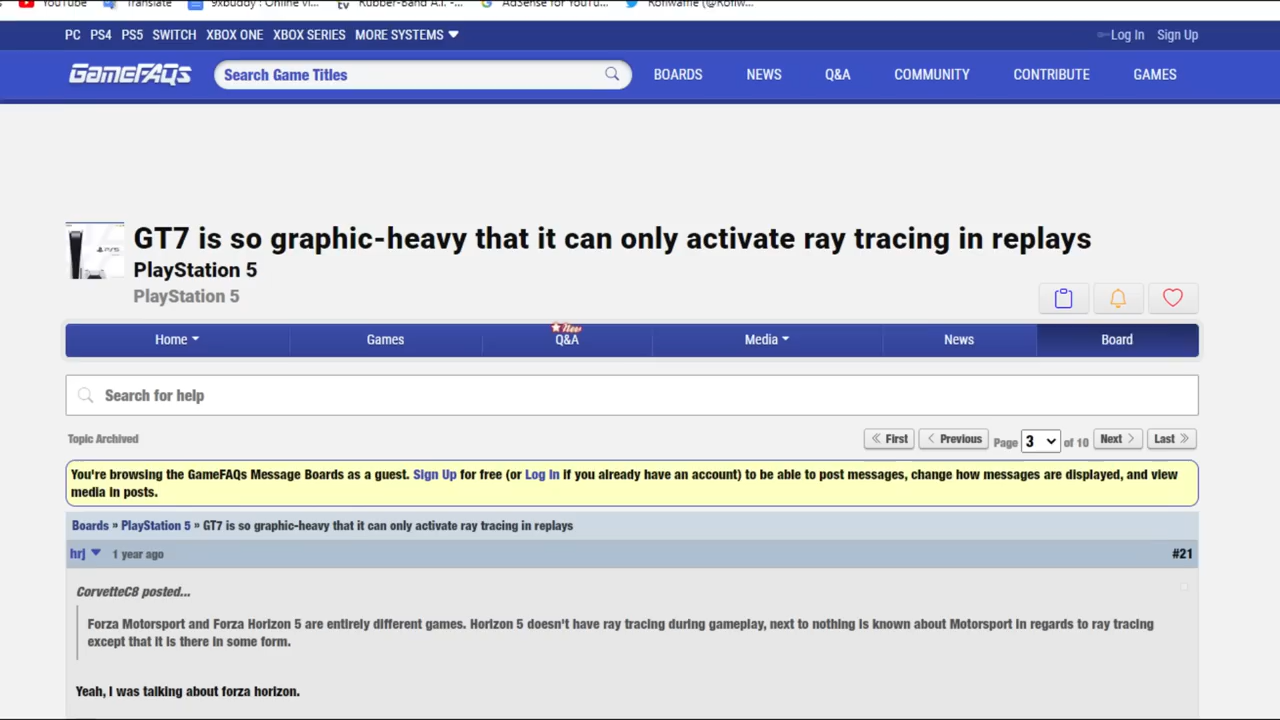 YouTube Translate 9xbuddy : Online vi... Rubber-Band A.I. -... AdSense for YouTu...
PC PS4 PS5 SWITCH XBOX ONE XBOX SERIES MORE SYSTEMS Log In Sign Up
GameFAQs Search Game Titles BOARDS NEWS Q&A COMMUNITY CONTRIBUTE GAMES
GT7 is so graphic-heavy that it can only activate ray tracing in replays
PlayStation 5
PlayStation 5
New
Home Games Q&A Media News Board
Search for help
Topic Archived First Previous Page 3 of 10 Next Last
You're browsing the GameFAQs Message Boards as a guest. Sign Up for free (or Log In if you already have an account) to be able to post messages, change how messages are displayed, and view
media in posts.
Boards » PlayStation 5 » GT7 is so graphic-heavy that it can only activate ray tracing in replays
hrj 1 year ago #21
CorvetteC8 posted...
Forza Motorsport and Forza Horizon 5 are entirely different games. Horizon 5 doesn't have ray tracing during gameplay, next to nothing is known about Motorsport in regards to ray tracing
except that it is there in some form.
Yeah, I was talking about forza horizon.